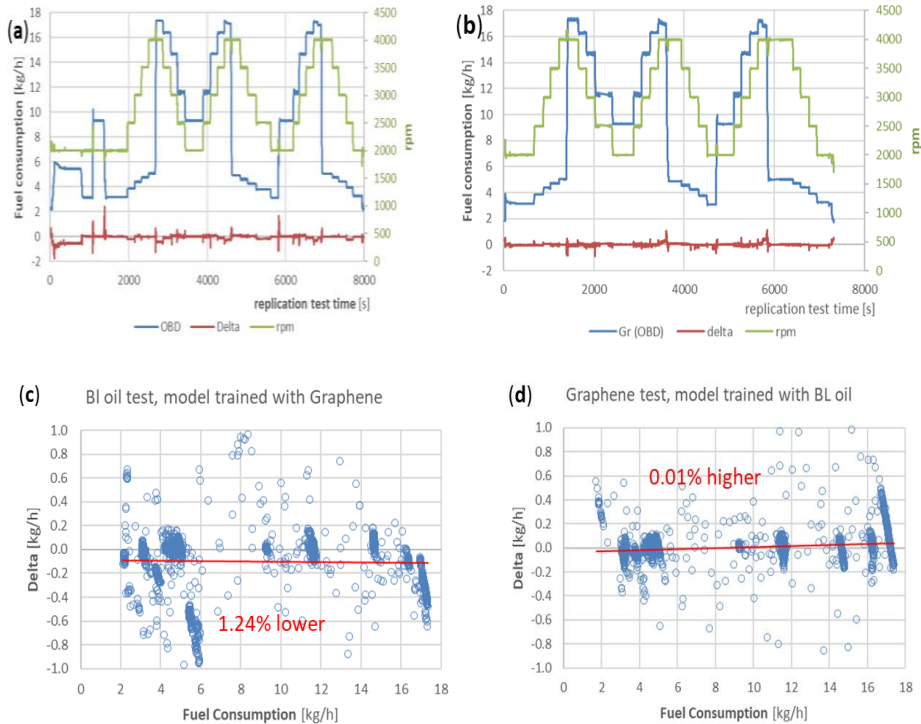 (a)
Fuel consumption [kg/h]
18
16
14
12
10
8
6
4
2
0
-2
4500
4000
3500
3000
2500
2000
1500
1000
500
0
rpm
0 2000 4000 6000 8000
replication test time [s]
OBD Delta rpm
(b)
Fuel consumption [kg/h]
18
16
14
12
10
8
6
4
2
0
-2
4500
4000
3500
3000
2500
2000
1500
1000
500
0
rpm
0 2000 4000 6000 8000
replication test time [s]
Gr (OBD) delta rpm
(c)
Bl oil test, model trained with Graphene
Delta [kg/h]
1.0
0.8
0.6
0.4
0.2
0.0
-0.2
-0.4
-0.6
-0.8
-1.0
1.24% lower
0 2 4 6 8 10 12 14 16 18
Fuel Consumption [kg/h]
(d)
Graphene test, model trained with BL oil
Delta [kg/h]
1.0
0.8
0.6
0.4
0.2
0.0
-0.2
-0.4
-0.6
-0.8
-1.0
0.01% higher
0 2 4 6 8 10 12 14 16 18
Fuel Consumption [kg/h]